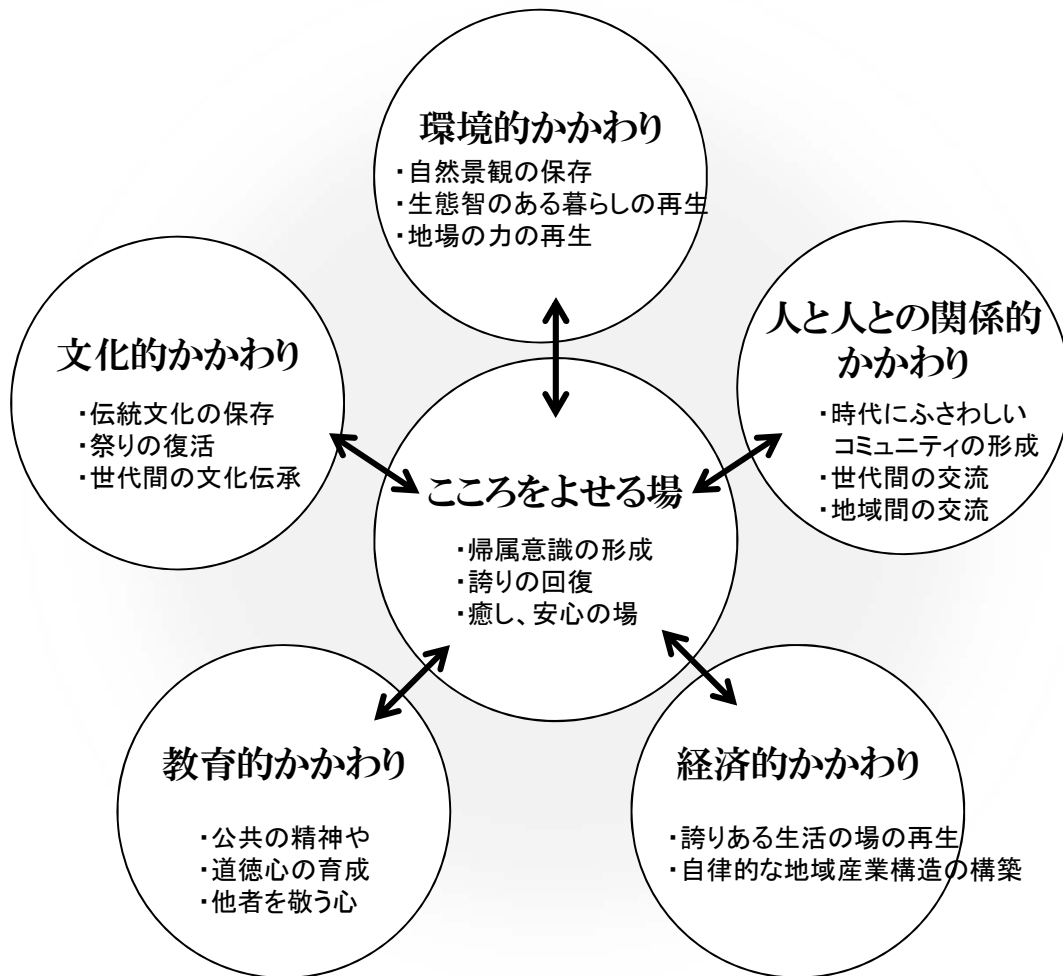 環境的かかわり
・自然景観の保存
・生態智のある暮らしの再生
・地場の力の再生
文化的かかわり
・伝統文化の保存
・祭りの復活
・世代間の文化伝承
人と人との関係的
かかわり
・時代にふさわしい
コミュニティの形成
・世代間の交流
・地域間の交流
こころをよせる場
・帰属意識の形成
・誇りの回復
・癒し、安心の場
教育的かかわり
・公共の精神や
・道徳心の育成
・他者を敬う心
経済的かかわり
・誇りある生活の場の再生
・自律的な地域産業構造の構築